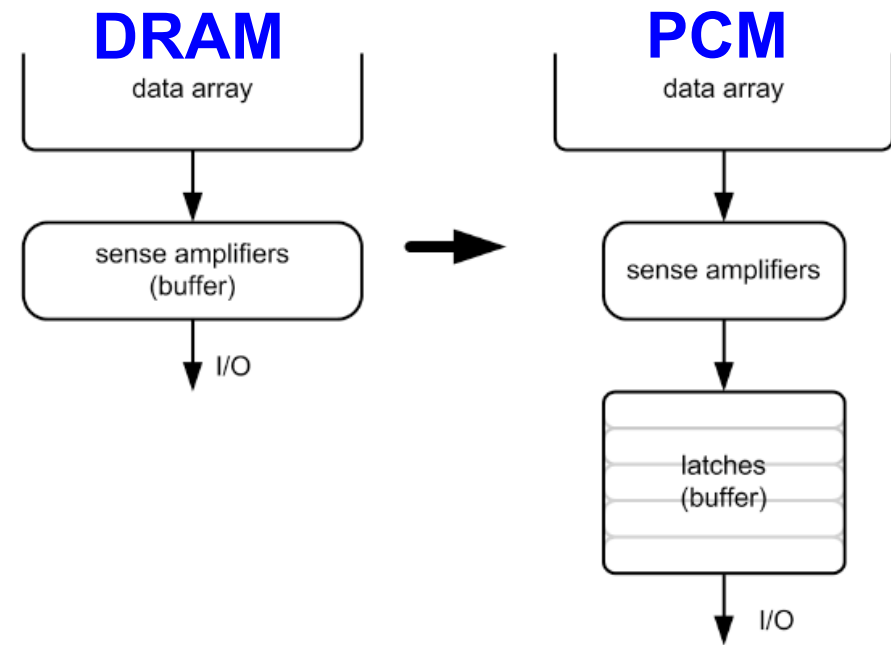 DRAM
data array
sense amplifiers
(buffer)
I/O
PCM
data array
sense amplifiers
latches
(buffer)
I/O